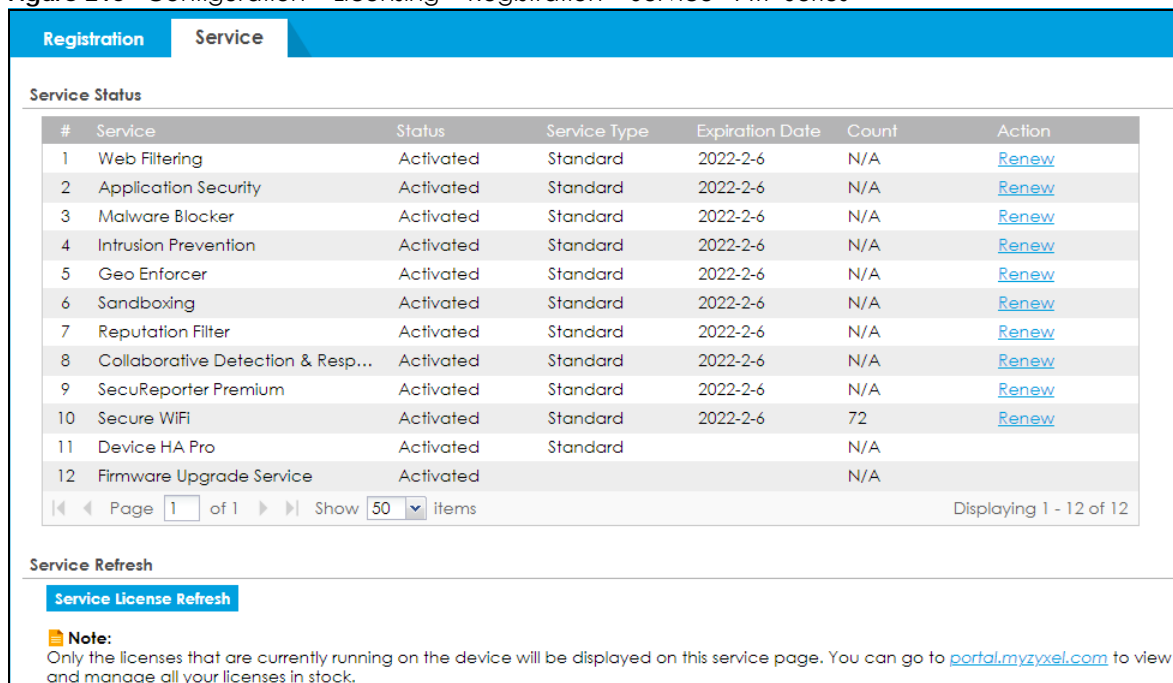 Registration Service
Service Status
# Service Status Service Type Expiration Date Count Action
1 Web Filtering Activated Standard 2022-2-6 N/A Renew
2 Application Security Activated Standard 2022-2-6 N/A Renew
3 Malware Blocker Activated Standard 2022-2-6 N/A Renew
4 Intrusion Prevention Activated Standard 2022-2-6 N/A Renew
5 Geo Enforcer Activated Standard 2022-2-6 N/A Renew
6 Sandboxing Activated Standard 2022-2-6 N/A Renew
7 Reputation Filter Activated Standard 2022-2-6 N/A Renew
8 Collaborative Detection & Resp... Activated Standard 2022-2-6 N/A Renew
9 SecuReporter Premium Activated Standard 2022-2-6 N/A Renew
10 Secure WiFi Activated Standard 2022-2-6 72 Renew
11 Device HA Pro Activated Standard N/A
12 Firmware Upgrade Service Activated N/A
Page 1 of 1 Show 50 items Displaying 1 - 12 of 12
Service Refresh
Service License Refresh
Note:
Only the licenses that are currently running on the device will be displayed on this service page. You can go to portal.myzyxel.com to view
and manage all your licenses in stock.